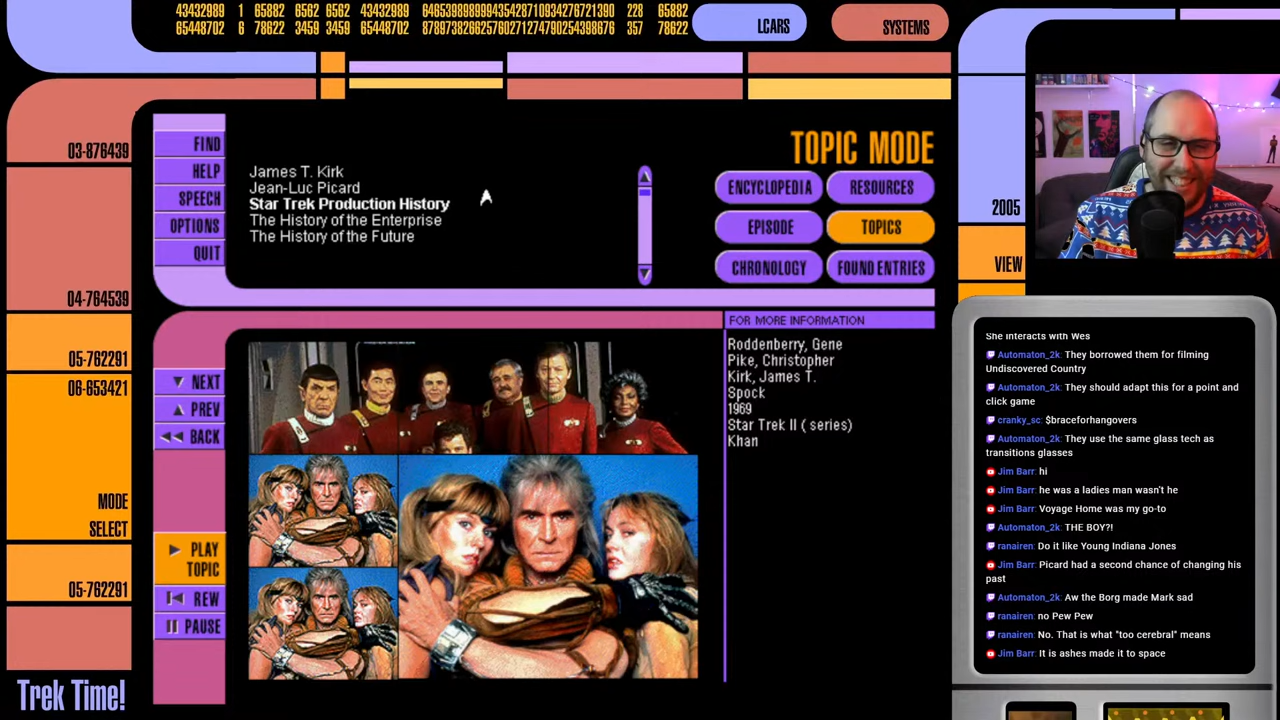 43432989 1 65882 6562 6562 43432989 64653989899435428710934276721390 228 65882
65448702 6 78622 3459 3459 65448702 87897382662576027127479025439867​6 357 78622
LCARS
SYSTEMS
03-876439
04-764539
05-762291
06-653421
MODE
SELECT
05-762291
Trek Time!
FIND
HELP
SPEECH
OPTIONS
QUIT
James T. Kirk
Jean-Luc Picard
Star Trek Production History
The History of the Enterprise
The History of the Future
TOPIC MODE
ENCYCLOPEDIA
RESOURCES
EPISODE
TOPICS
CHRONOLOGY
FOUND ENTRIES
NEXT
PREV
BACK
PLAY
TOPIC
REW
PAUSE
FOR MORE INFORMATION
Roddenberry, Gene
Pike, Christopher
Kirk, James T.
Spock
1969
Star Trek II ( series)
Khan
2005
VIEW
She interacts with Wes
Automaton_2k: They borrowed them for filming
Undiscovered Country
Automaton_2k: They should adapt this for a point and
click game
cranky_sc: $braceforhangovers
Automaton_2k: They use the same glass tech as
transitions glasses
Jim Barr: hi
Jim Barr: he was a ladies man wasn't he
Jim Barr: Voyage Home was my go-to
Automaton_2k: THE BOY?!
ranairen: Do it like Young Indiana Jones
Jim Barr: Picard had a second chance of changing his
past
Automaton_2k: Aw the Borg made Mark sad
ranairen: no Pew Pew
ranairen: No. That is what "too cerebral" means
Jim Barr: It is ashes made it to space